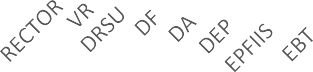 RECTOR
VR
DRSU
DF
DA
DEP
EPFIIS
EBT